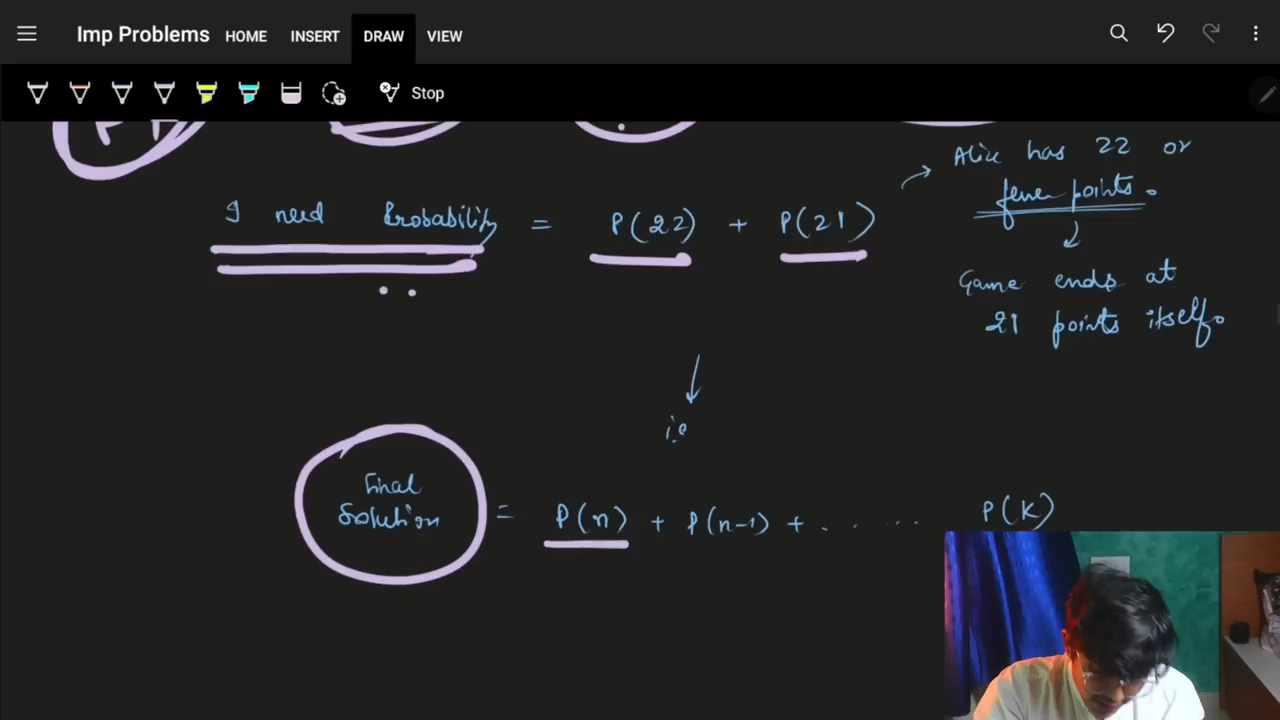 Imp Problems HOME INSERT DRAW VIEW
Stop
Alice has 22 or
fewer points.
I need Probability = P(22) + P(21)
Game ends at
21 points itself.
i.e
Final
Solution = P(n) + P(n-1) + . . . . . P(K)